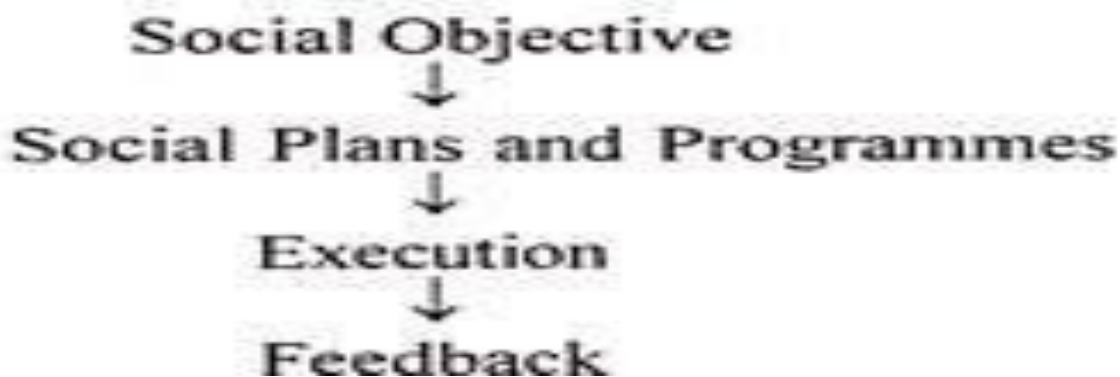 Social Objective
↓
Social Plans and Programmes
↓
Execution
↓
Feedback